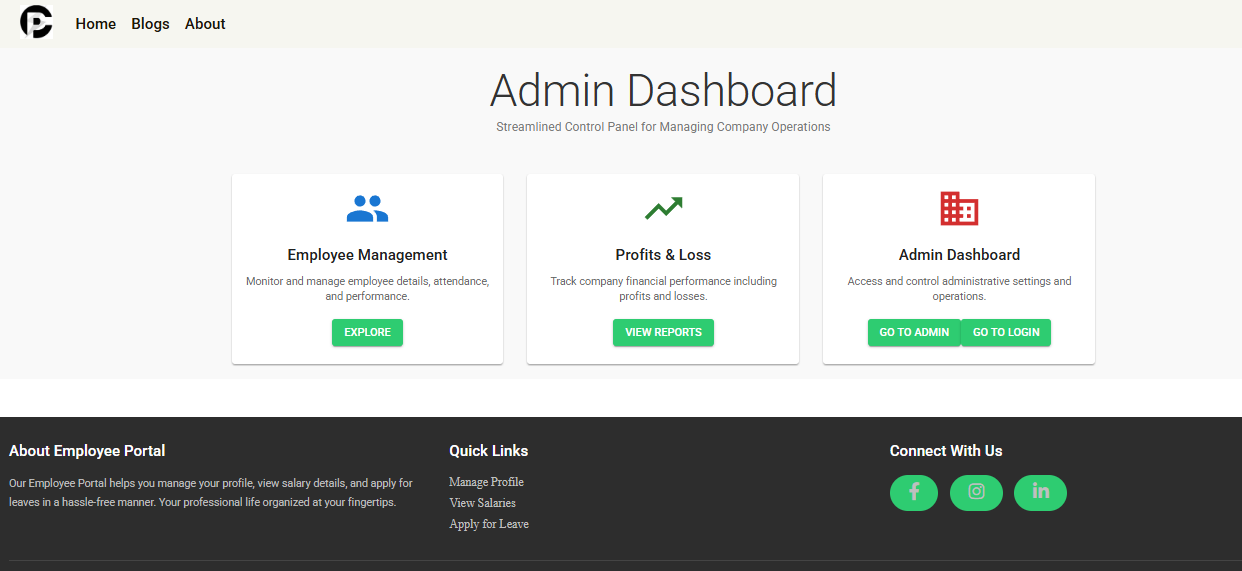 Home Blogs About
Admin Dashboard
Streamlined Control Panel for Managing Company Operations
Employee Management
Monitor and manage employee details, attendance,
and performance.
EXPLORE
Profits & Loss
Track company financial performance including
profits and losses.
VIEW REPORTS
Admin Dashboard
Access and control administrative settings and
operations.
GO TO ADMIN GO TO LOGIN
About Employee Portal
Our Employee Portal helps you manage your profile, view salary details, and apply for
leaves in a hassle-free manner. Your professional life organized at your fingertips.
Quick Links
Manage Profile
View Salaries
Apply for Leave
Connect With Us